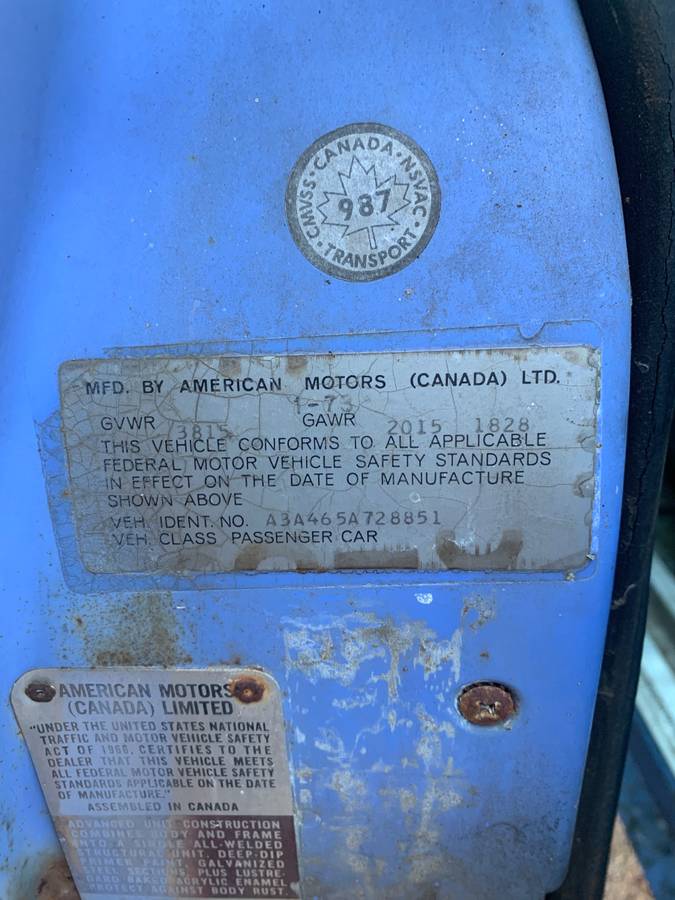 CANADA · NSVAC ·
TRANSPORT · CMVSS ·
987
MFD. BY AMERICAN MOTORS (CANADA) LTD.
1-73
GVWR 3815 GAWR 2015 1828
THIS VEHICLE CONFORMS TO ALL APPLICABLE
FEDERAL MOTOR VEHICLE SAFETY STANDARDS
IN EFFECT ON THE DATE OF MANUFACTURE
SHOWN ABOVE
VEH. IDENT. NO. A3A465A728851
VEH. CLASS PASSENGER CAR
AMERICAN MOTORS
(CANADA) LIMITED
"UNDER THE UNITED STATES NATIONAL
TRAFFIC AND MOTOR VEHICLE SAFETY
ACT OF 1966, CERTIFIES TO THE
DEALER THAT THIS VEHICLE MEETS
ALL FEDERAL MOTOR VEHICLE SAFETY
STANDARDS APPLICABLE ON THE DATE
OF MANUFACTURE."
ASSEMBLED IN CANADA
ADVANCED UNIT CONSTRUCTION
COMBINES BODY AND FRAME
INTO A SINGLE ALL-WELDED
STRUCTURAL UNIT. DEEP-DIP
PRIMER PAINT, GALVANIZED
STEEL SECTIONS, PLUS LUSTRE-
GARD BAKED ACRYLIC ENAMEL
PROTECT AGAINST BODY RUST